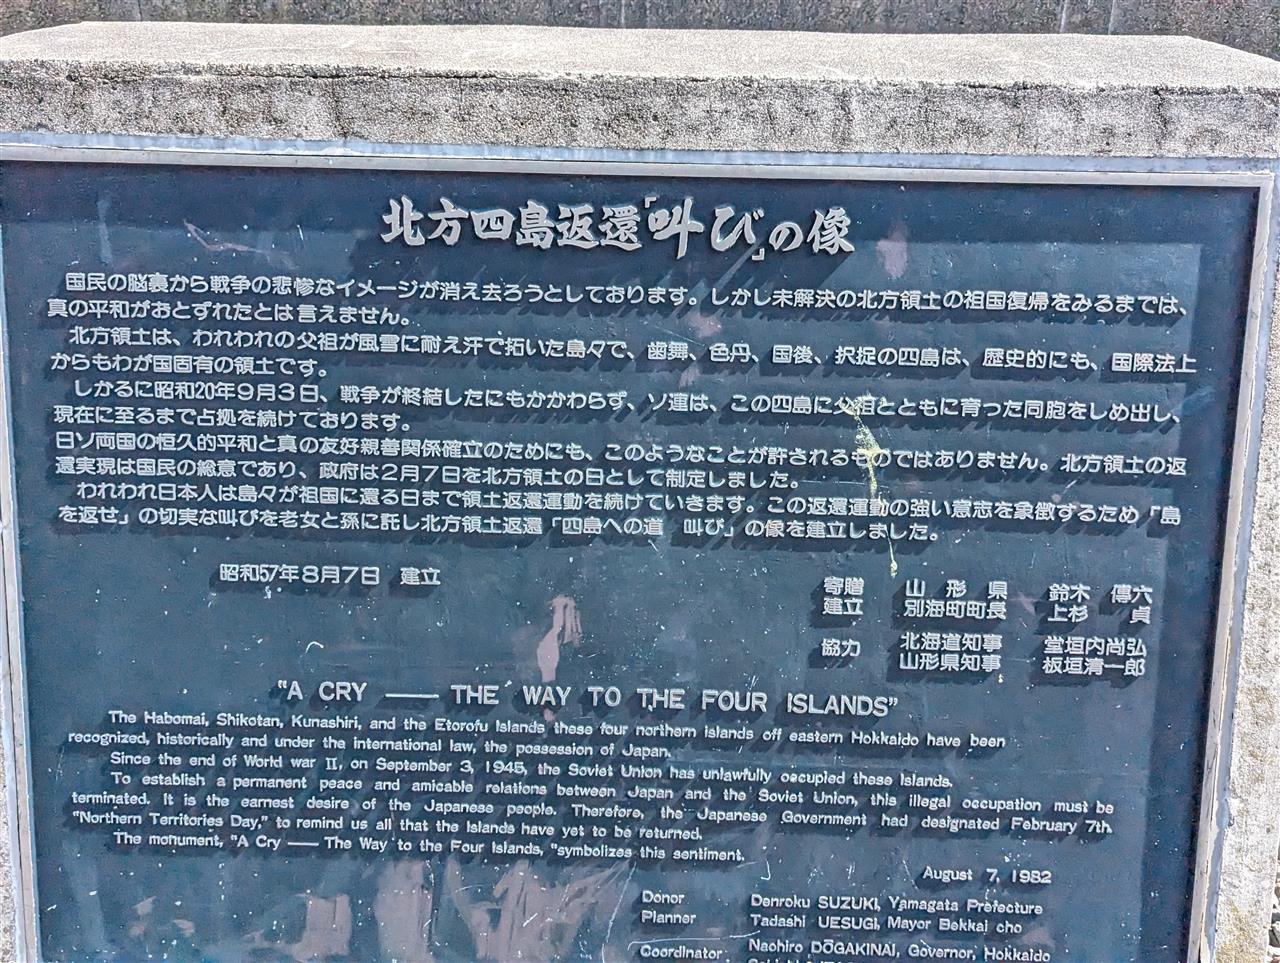 北方四島返還「叫び」の像
国民の脳裏から戦争の悲惨なイメージが消え去ろうとしております。しかし未解決の北方領土の祖国復帰をみるまでは、
真の平和がおとずれたとは言えません。
北方領土は、われわれの父祖が風雪に耐え汗で拓いた島々で、歯舞、色丹、国後、択捉の四島は、歴史的にも、国際法上
からもわが国固有の領土です。
しかるに昭和20年9月3日、戦争が終結したにもかかわらず、ソ連は、この四島に父祖とともに育った同胞をしめ出し、
現在に至るまで占拠を続けております。
日ソ両国の恒久的平和と真の友好親善関係確立のためにも、このようなことが許されるものではありません。北方領土の返
還実現は国民の総意であり、政府は2月7日を北方領土の日として制定しました。
われわれ日本人は島々が祖国に還る日まで領土返還運動を続けていきます。この返還運動の強い意志を象徴するため「島
を返せ」の切実な叫びを老女と孫に託し北方領土返還「四島への道 叫び」の像を建立しました。
昭和57年8月7日 建立
寄贈 山形県 鈴木傳六
建立 別海町町長 上杉貞
協力 北海道知事 堂垣内尚弘
山形県知事 板垣清一郎
"A CRY —— THE WAY TO THE FOUR ISLANDS"
The Habomai, Shikotan, Kunashiri, and the Etorofu Islands these four northern islands off eastern Hokkaido have been
recognized, historically and under the international law, the possession of Japan.
Since the end of World war II, on September 3, 1945, the Soviet Union has unlawfully occupied these Islands.
To establish a permanent peace and amicable relations between Japan and the Soviet Union, this illegal occupation must be
terminated. It is the earnest desire of the Japanese people. Therefore, the Japanese Government had designated February 7th
"Northern Territories Day," to remind us all that the Islands have yet to be returned.
The monument, "A Cry —— The Way to the Four Islands, "symbolizes this sentiment.
August 7, 1982
Donor Denroku SUZUKI, Yamagata Prefecture
Planner Tadashi UESUGI, Mayor Bekkai cho
Coordinator Naohiro DŌGAKINAI, Governor, Hokkaido